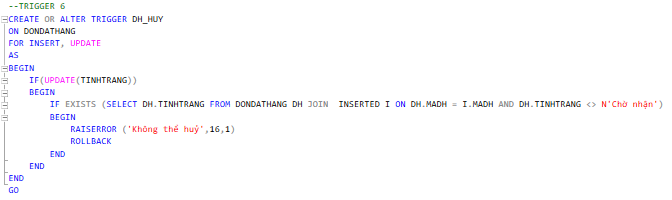 --TRIGGER 6
CREATE OR ALTER TRIGGER DH_HUY
ON DONDATHANG
FOR INSERT, UPDATE
AS
BEGIN
    IF(UPDATE(TINHTRANG))
    BEGIN
        IF EXISTS (SELECT DH.TINHTRANG FROM DONDATHANG DH JOIN  INSERTED I ON DH.MADH = I.MADH AND DH.TINHTRANG <> N'Chờ nhận')
        BEGIN
            RAISERROR ('Không thể huỷ',16,1)
            ROLLBACK
        END
    END
END
GO